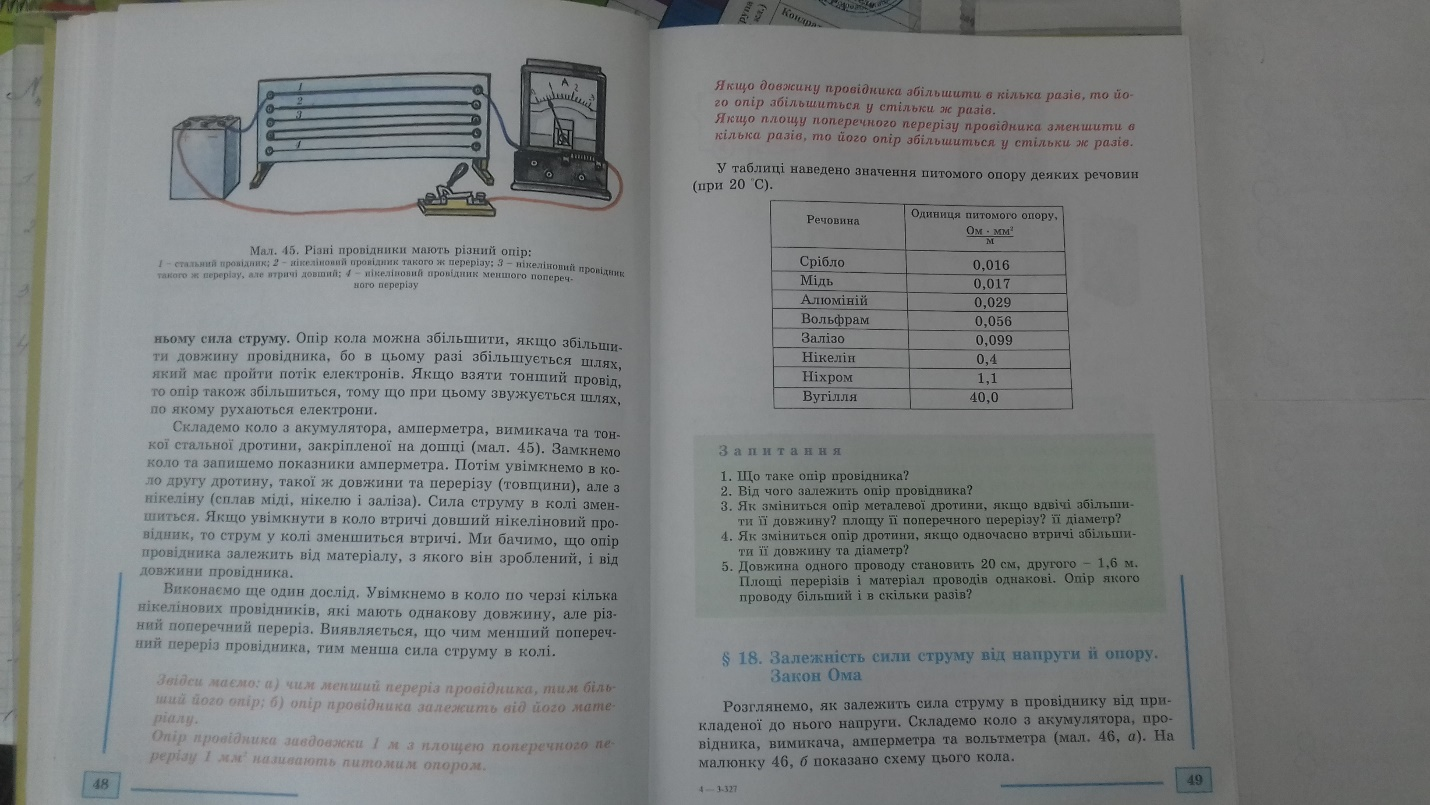 1
2
3
4
А
2
3
Мал. 45. Різні провідники мають різний опір:
1 – стальний провідник; 2 – нікеліновий провідник такого ж перерізу; 3 – нікеліновий провідник
такого ж перерізу, але втричі довший; 4 – нікеліновий провідник меншого попереч-
ного перерізу
ньому сила струму. Опір кола можна збільшити, якщо збільши-
ти довжину провідника, бо в цьому разі збільшується шлях,
який має пройти потік електронів. Якщо взяти тонший провід,
то опір також збільшиться, тому що при цьому звужується шлях,
по якому рухаються електрони.
Складемо коло з акумулятора, амперметра, вимикача та тон-
кої стальної дротини, закріпленої на дошці (мал. 45). Замкнемо
коло та запишемо показники амперметра. Потім увімкнемо в ко-
ло другу дротину, такої ж довжини та перерізу (товщини), але з
нікеліну (сплав міді, нікелю і заліза). Сила струму в колі змен-
шиться. Якщо увімкнути в коло втричі довший нікеліновий про-
відник, то струм у колі зменшиться втричі. Ми бачимо, що опір
провідника залежить від матеріалу, з якого він зроблений, і від
довжини провідника.
Виконаємо ще один дослід. Увімкнемо в коло по черзі кілька
нікелінових провідників, які мають однакову довжину, але різ-
ний поперечний переріз. Виявляється, що чим менший попереч-
ний переріз провідника, тим менша сила струму в колі.
Звідси маємо: а) чим менший переріз провідника, тим біль-
ший його опір; б) опір провідника залежить від його мате-
ріалу.
Опір провідника завдовжки 1 м з площею поперечного пе-
рерізу 1 мм² називають питомим опором.
48
Якщо довжину провідника збільшити в кілька разів, то йо-
го опір збільшиться у стільки ж разів.
Якщо площу поперечного перерізу провідника зменшити в
кілька разів, то його опір збільшиться у стільки ж разів.
У таблиці наведено значення питомого опору деяких речовин
(при 20 °С).
Речовина Одиниця питомого опору,
Ом · мм²
м
Срібло 0,016
Мідь 0,017
Алюміній 0,029
Вольфрам 0,056
Залізо 0,099
Нікелін 0,4
Ніхром 1,1
Вугілля 40,0
Запитання
1. Що таке опір провідника?
2. Від чого залежить опір провідника?
3. Як зміниться опір металевої дротини, якщо вдвічі збільши-
ти її довжину? площу її поперечного перерізу? її діаметр?
4. Як зміниться опір дротини, якщо одночасно втричі збільши-
ти її довжину та діаметр?
5. Довжина одного проводу становить 20 см, другого – 1,6 м.
Площі перерізів і матеріал проводів однакові. Опір якого
проводу більший і в скільки разів?
§ 18. Залежність сили струму від напруги й опору.
Закон Ома
Розглянемо, як залежить сила струму в провіднику від при-
кладеної до нього напруги. Складемо коло з акумулятора, про-
відника, вимикача, амперметра та вольтметра (мал. 46, а). На
малюнку 46, б показано схему цього кола.
4 — 3-327
49